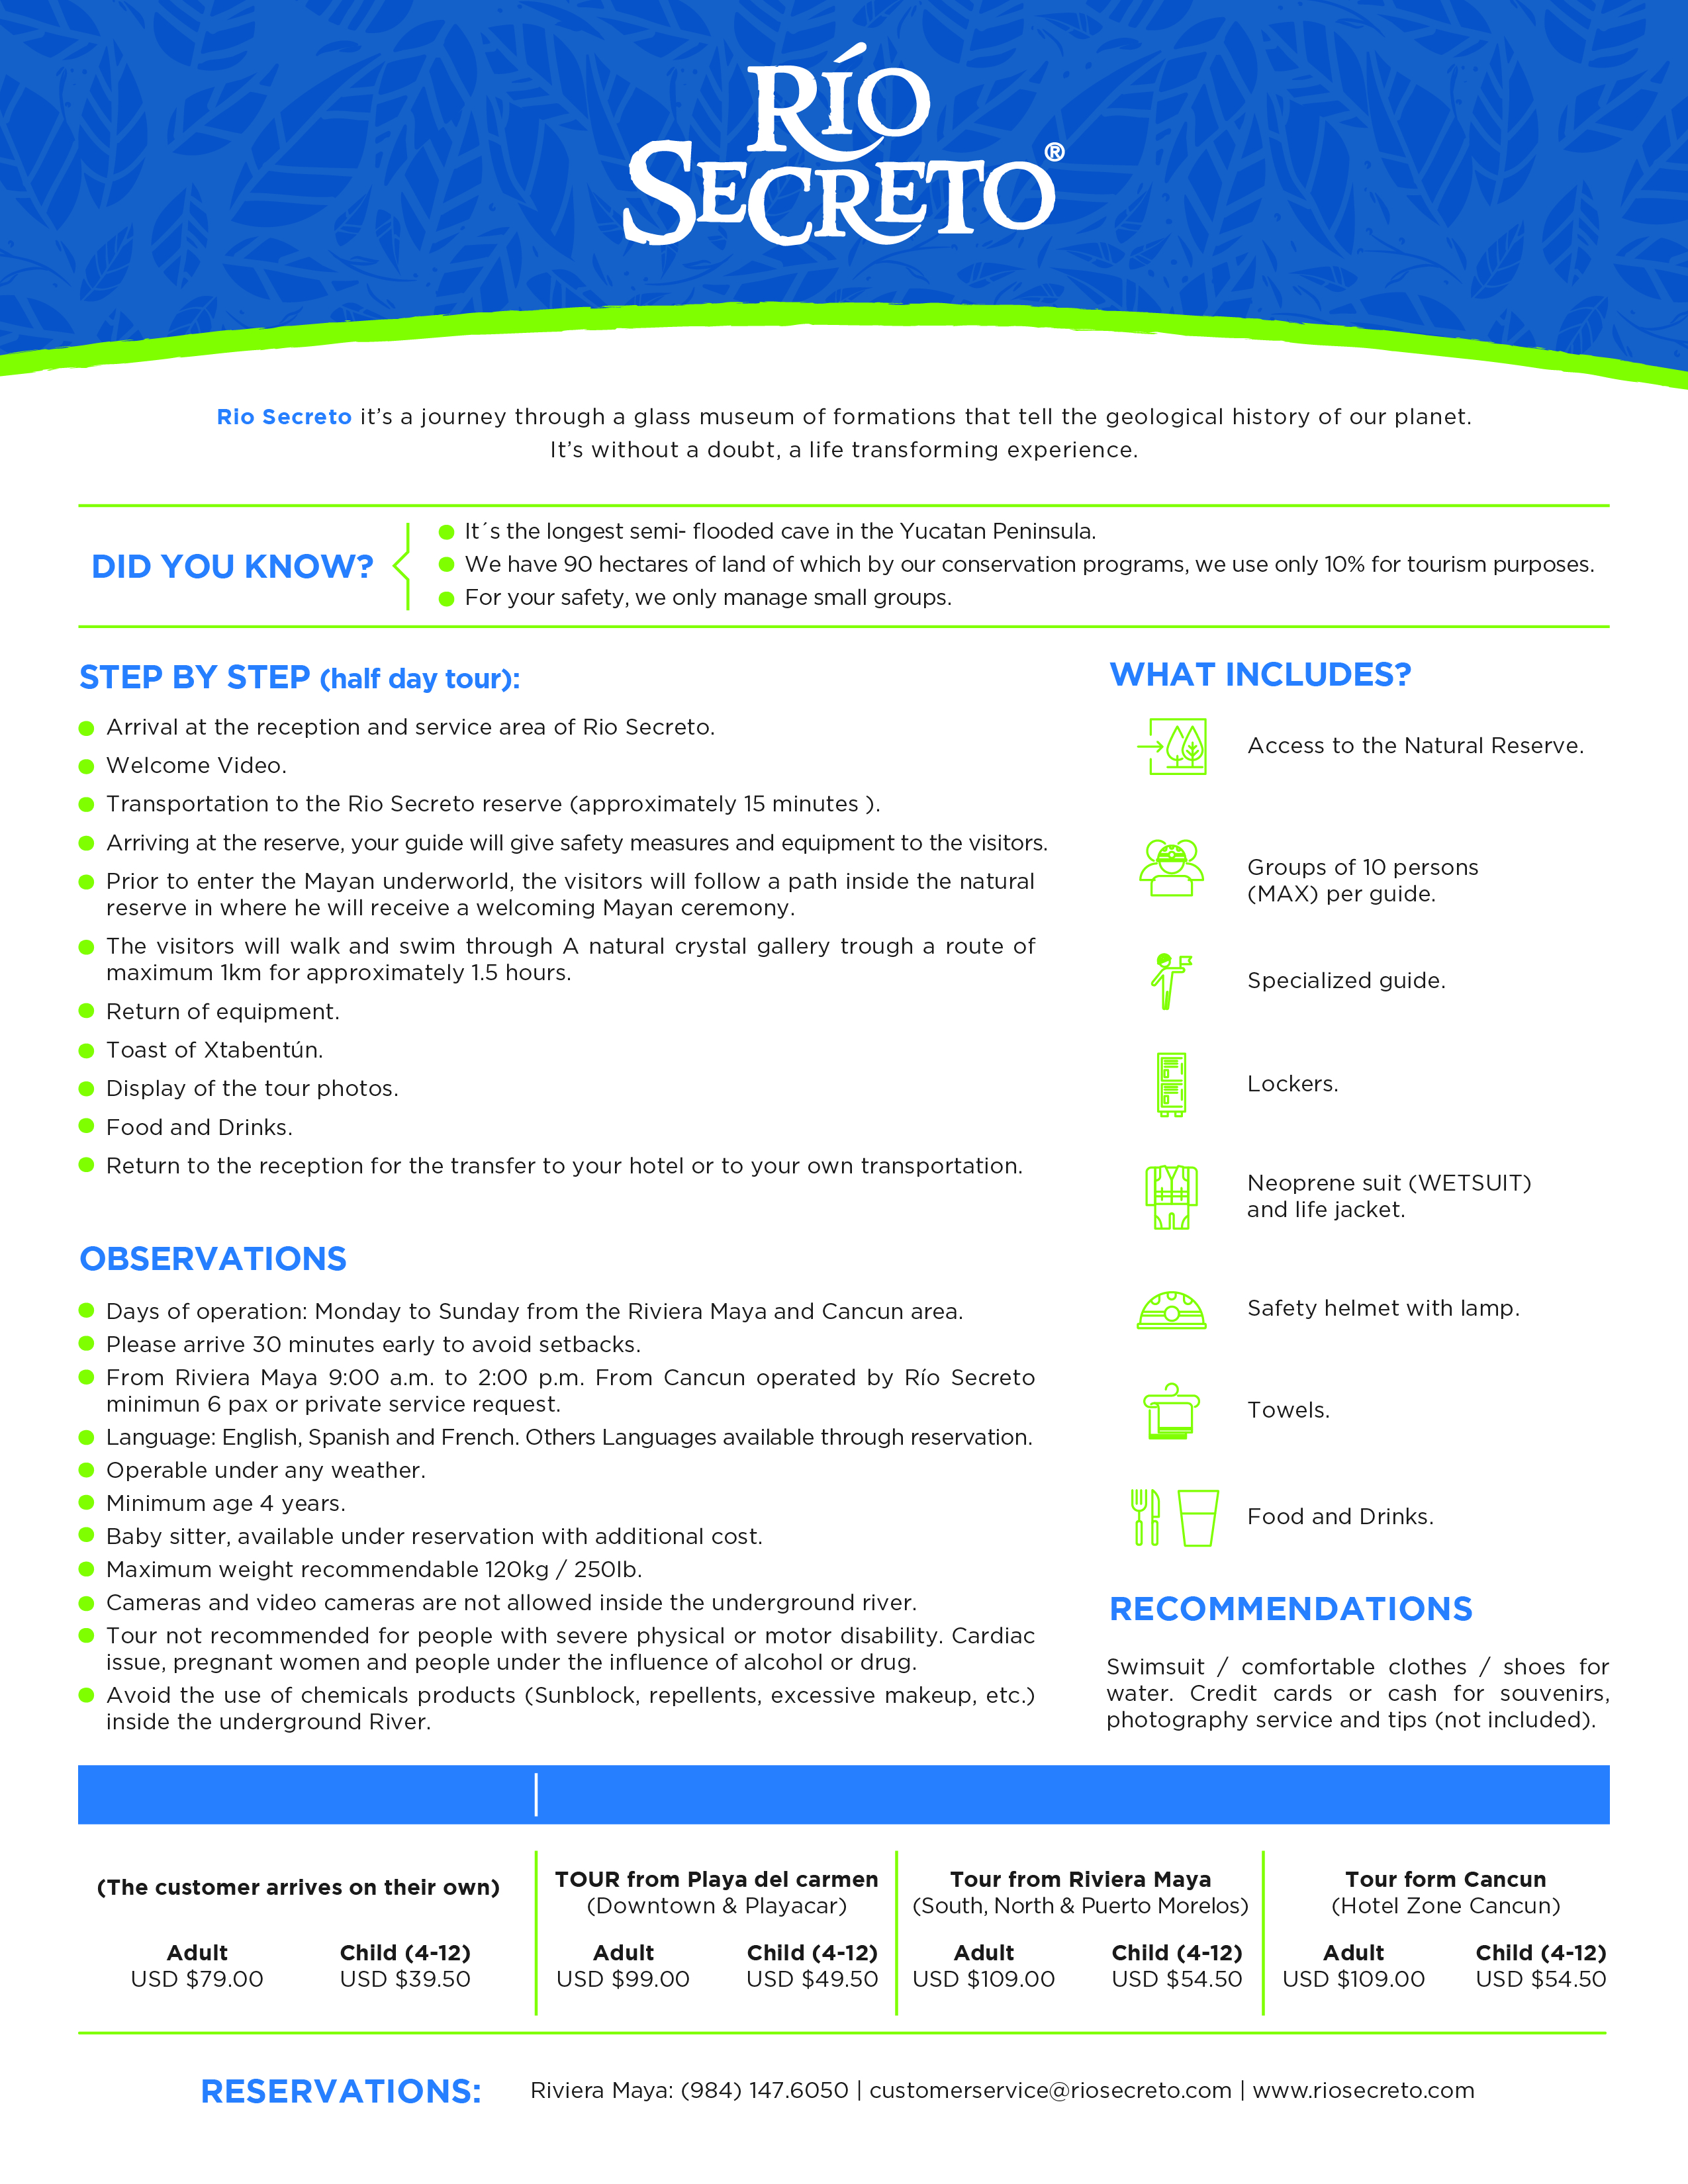 RÍO
SECRETO®
Rio Secreto it's a journey through a glass museum of formations that tell the geological history of our planet.
It's without a doubt, a life transforming experience.
DID YOU KNOW?
It´s the longest semi- flooded cave in the Yucatan Peninsula.
We have 90 hectares of land of which by our conservation programs, we use only 10% for tourism purposes.
For your safety, we only manage small groups.
STEP BY STEP (half day tour):
Arrival at the reception and service area of Rio Secreto.
Welcome Video.
Transportation to the Rio Secreto reserve (approximately 15 minutes ).
Arriving at the reserve, your guide will give safety measures and equipment to the visitors.
Prior to enter the Mayan underworld, the visitors will follow a path inside the natural
reserve in where he will receive a welcoming Mayan ceremony.
The visitors will walk and swim through A natural crystal gallery trough a route of
maximum 1km for approximately 1.5 hours.
Return of equipment.
Toast of Xtabentún.
Display of the tour photos.
Food and Drinks.
Return to the reception for the transfer to your hotel or to your own transportation.
OBSERVATIONS
Days of operation: Monday to Sunday from the Riviera Maya and Cancun area.
Please arrive 30 minutes early to avoid setbacks.
From Riviera Maya 9:00 a.m. to 2:00 p.m. From Cancun operated by Río Secreto
minimun 6 pax or private service request.
Language: English, Spanish and French. Others Languages available through reservation.
Operable under any weather.
Minimum age 4 years.
Baby sitter, available under reservation with additional cost.
Maximum weight recommendable 120kg / 250lb.
Cameras and video cameras are not allowed inside the underground river.
Tour not recommended for people with severe physical or motor disability. Cardiac
issue, pregnant women and people under the influence of alcohol or drug.
Avoid the use of chemicals products (Sunblock, repellents, excessive makeup, etc.)
inside the underground River.
WHAT INCLUDES?
Access to the Natural Reserve.
Groups of 10 persons
(MAX) per guide.
Specialized guide.
Lockers.
Neoprene suit (WETSUIT)
and life jacket.
Safety helmet with lamp.
Towels.
Food and Drinks.
RECOMMENDATIONS
Swimsuit / comfortable clothes / shoes for
water. Credit cards or cash for souvenirs,
photography service and tips (not included).
(The customer arrives on their own)
Adult Child (4-12)
USD $79.00 USD $39.50
TOUR from Playa del carmen
(Downtown & Playacar)
Adult Child (4-12)
USD $99.00 USD $49.50
Tour from Riviera Maya
(South, North & Puerto Morelos)
Adult Child (4-12)
USD $109.00 USD $54.50
Tour form Cancun
(Hotel Zone Cancun)
Adult Child (4-12)
USD $109.00 USD $54.50
RESERVATIONS: Riviera Maya: (984) 147.6050 | customerservice@riosecreto.com | www.riosecreto.com